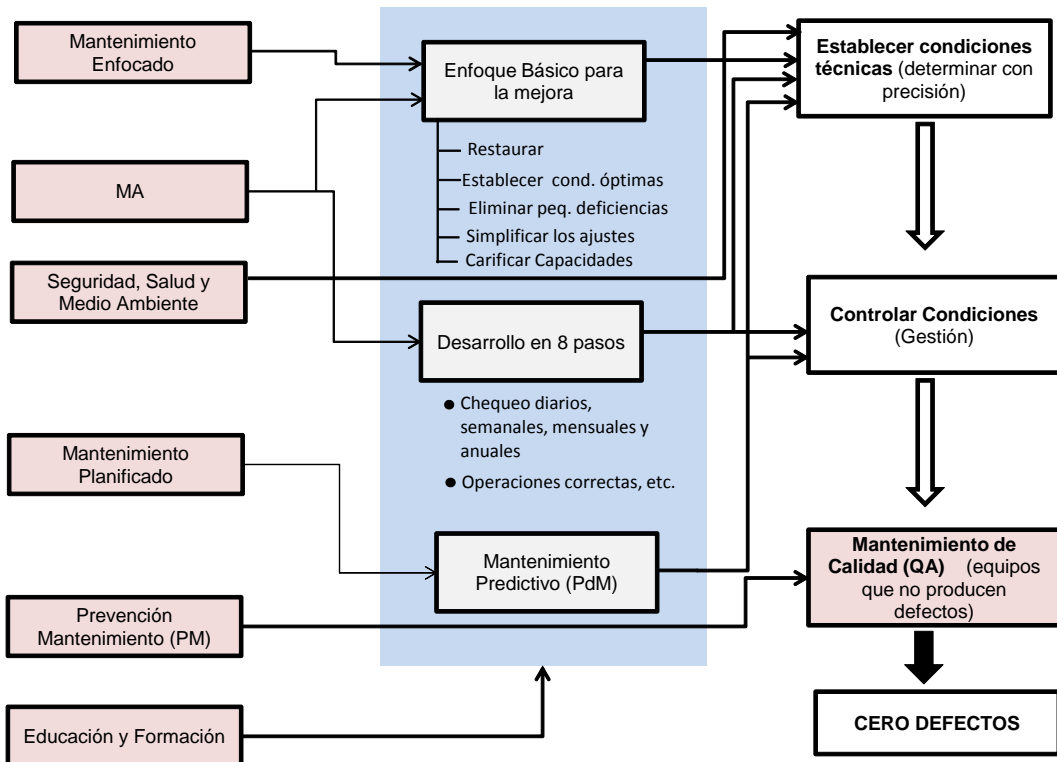 Mantenimiento
Enfocado
MA
Seguridad, Salud y
Medio Ambiente
Mantenimiento
Planificado
Prevención
Mantenimiento (PM)
Educación y Formación
Enfoque Básico para
la mejora
Restaurar
Establecer cond. óptimas
Eliminar peq. deficiencias
Simplificar los ajustes
Carificar Capacidades
Desarrollo en 8 pasos
● Chequeo diarios,
semanales, mensuales y
anuales
● Operaciones correctas, etc.
Mantenimiento
Predictivo (PdM)
Establecer condiciones
técnicas (determinar con
precisión)
Controlar Condiciones
(Gestión)
Mantenimiento de
Calidad (QA) (equipos
que no producen
defectos)
CERO DEFECTOS